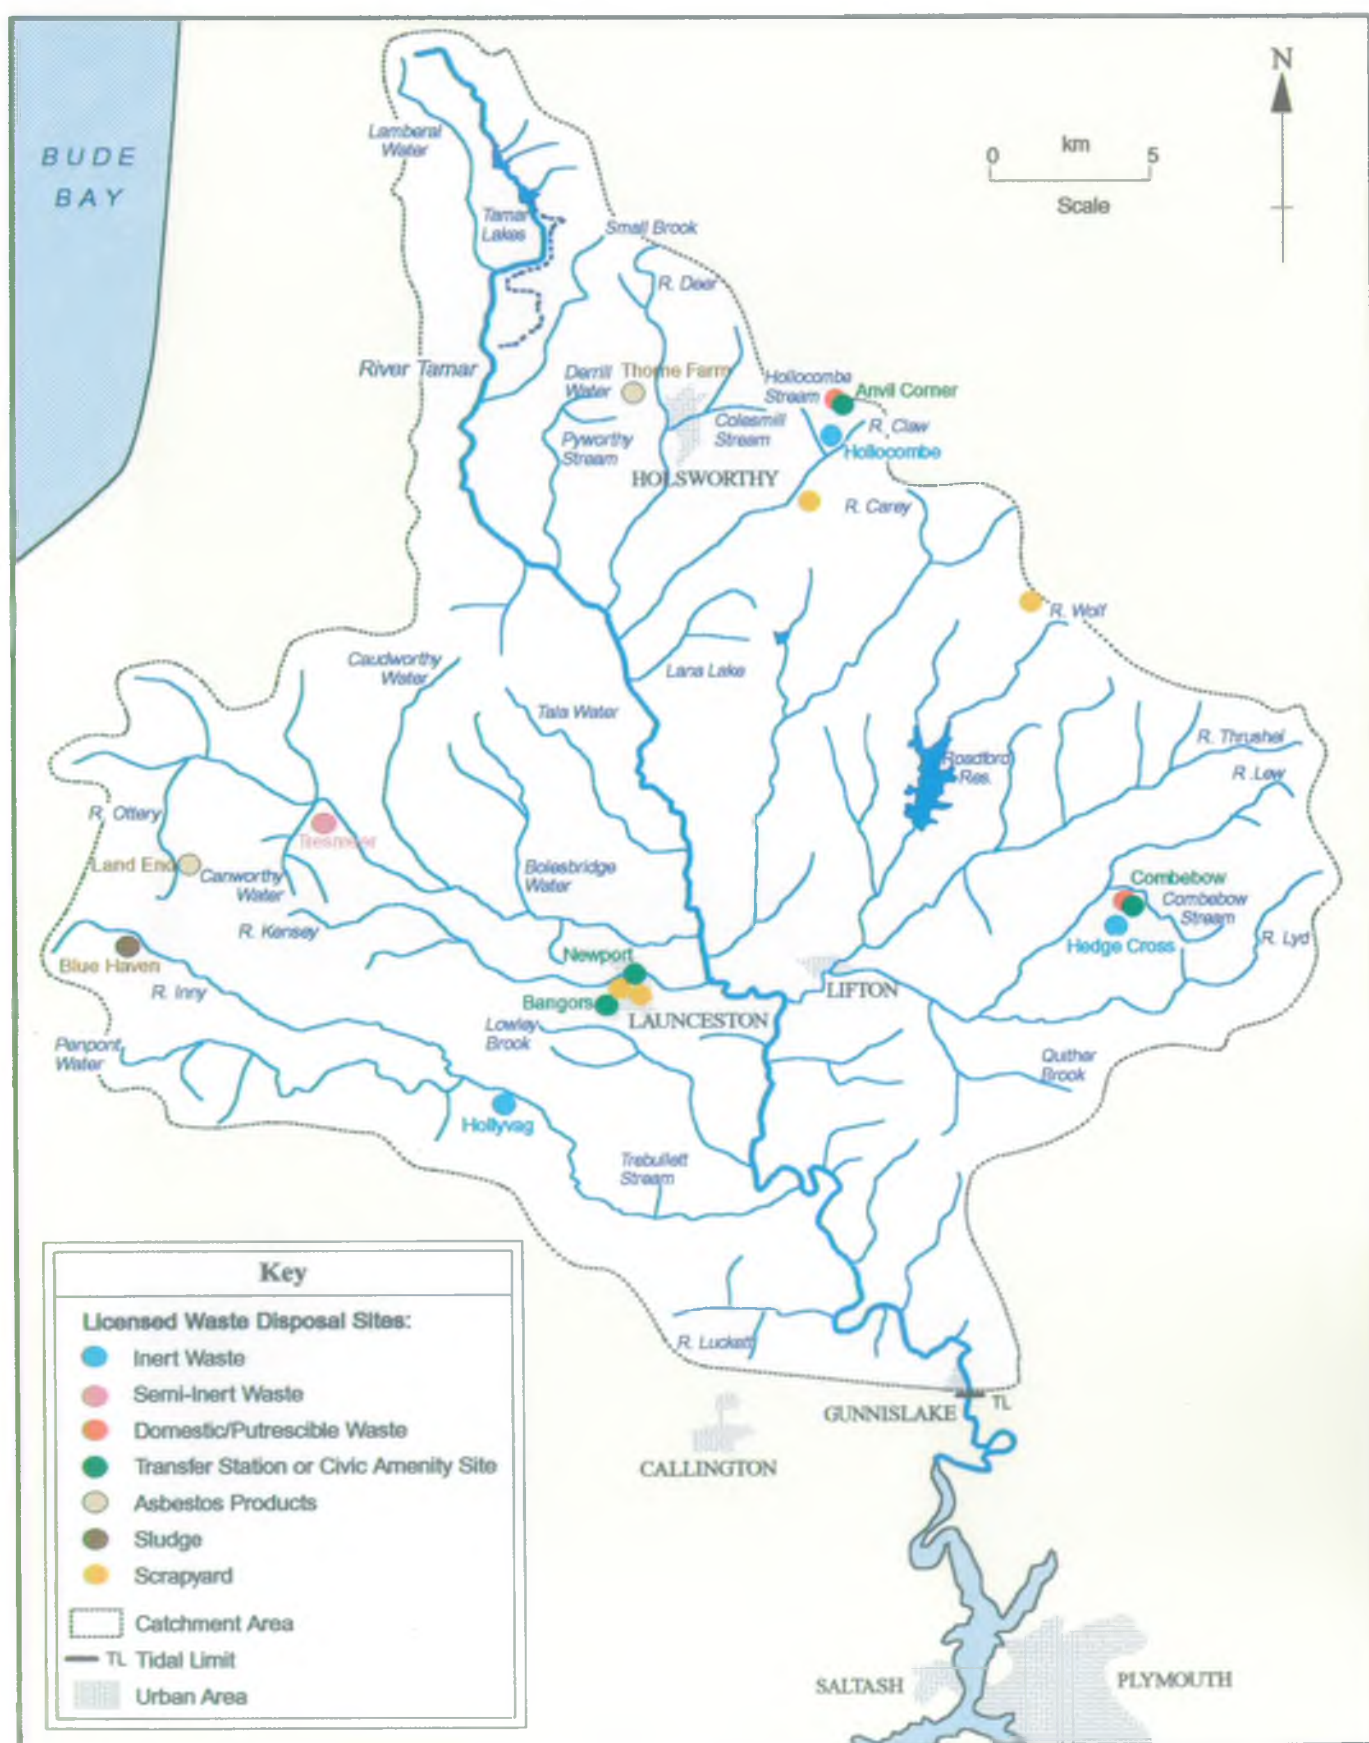 BUDE
BAY
N
km
0
5
Scale
Lamberal
Water
Tamar
Lakes
Small Brook
R. Deer
River Tamar
Derrill
Water
Thorne Farm
Hollocombe
Stream
Anvil Corner
Colesmill
Stream
R. Claw
Pyworthy
Stream
Hollocombe
HOLSWORTHY
R. Carey
R. Wolf
Caudworthy
Water
Lana Lake
Tala Water
R. Thrushel
Roadford
Res.
R. Lew
R. Ottery
Tresmeer
Land End
Canworthy
Water
Bolesbridge
Water
Combebow
Combebow
Stream
R. Kensey
Hedge Cross
R. Lyd
Newport
Blue Haven
R. Inny
LIFTON
Bangors
LAUNCESTON
Lowley
Brook
Penpont
Water
Quither
Brook
Hollyvag
Trebullett
Stream
R. Luckett
TL
GUNNISLAKE
CALLINGTON
SALTASH
PLYMOUTH
Key
Licensed Waste Disposal Sites:
Inert Waste
Semi-Inert Waste
Domestic/Putrescible Waste
Transfer Station or Civic Amenity Site
Asbestos Products
Sludge
Scrapyard
Catchment Area
TL Tidal Limit
Urban Area